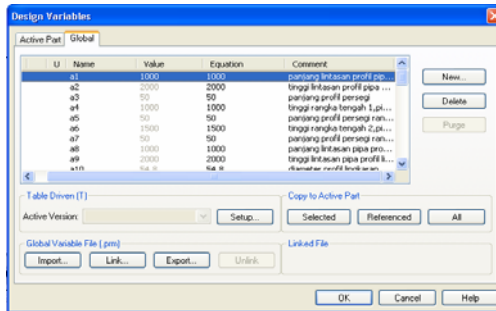 Design Variables
Active Part Global
U Name Value Equation Comment
a1 1000 1000 panjang lintasan profil pip...
a2 2000 2000 tinggi lintasan profil pipa ...
a3 50 50 panjang profil persegi
a4 1000 1000 tinggi rangka tengah 1,pi...
a5 50 50 panjang profil persegi ran...
a6 1500 1500 tinggi rangka tengah 2,pi...
a7 50 50 panjang profil persegi ran...
a8 1000 1000 panjang lintasan pipa pro...
a9 2000 2000 tinggi lintasan pipa profil li...
a10 54.8 54.8 diameter profil lingkaran
New...
Delete
Purge
Table Driven (T)
Active Version: Setup...
Copy to Active Part
Selected Referenced All
Global Variable File (.prm)
Import... Link... Export... Unlink
Linked File
OK Cancel Help